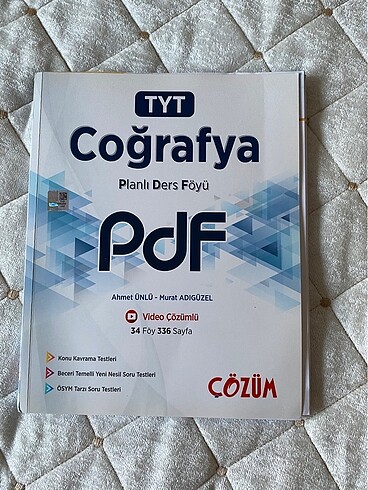 TYT
Coğrafya
Planlı Ders Föyü
PdF
Ahmet ÜNLÜ - Murat ADIGÜZEL
Video Çözümlü
34 Föy 336 Sayfa
Konu Kavrama Testleri
Beceri Temelli Yeni Nesil Soru Testleri
ÖSYM Tarzı Soru Testleri
ÇÖZÜM